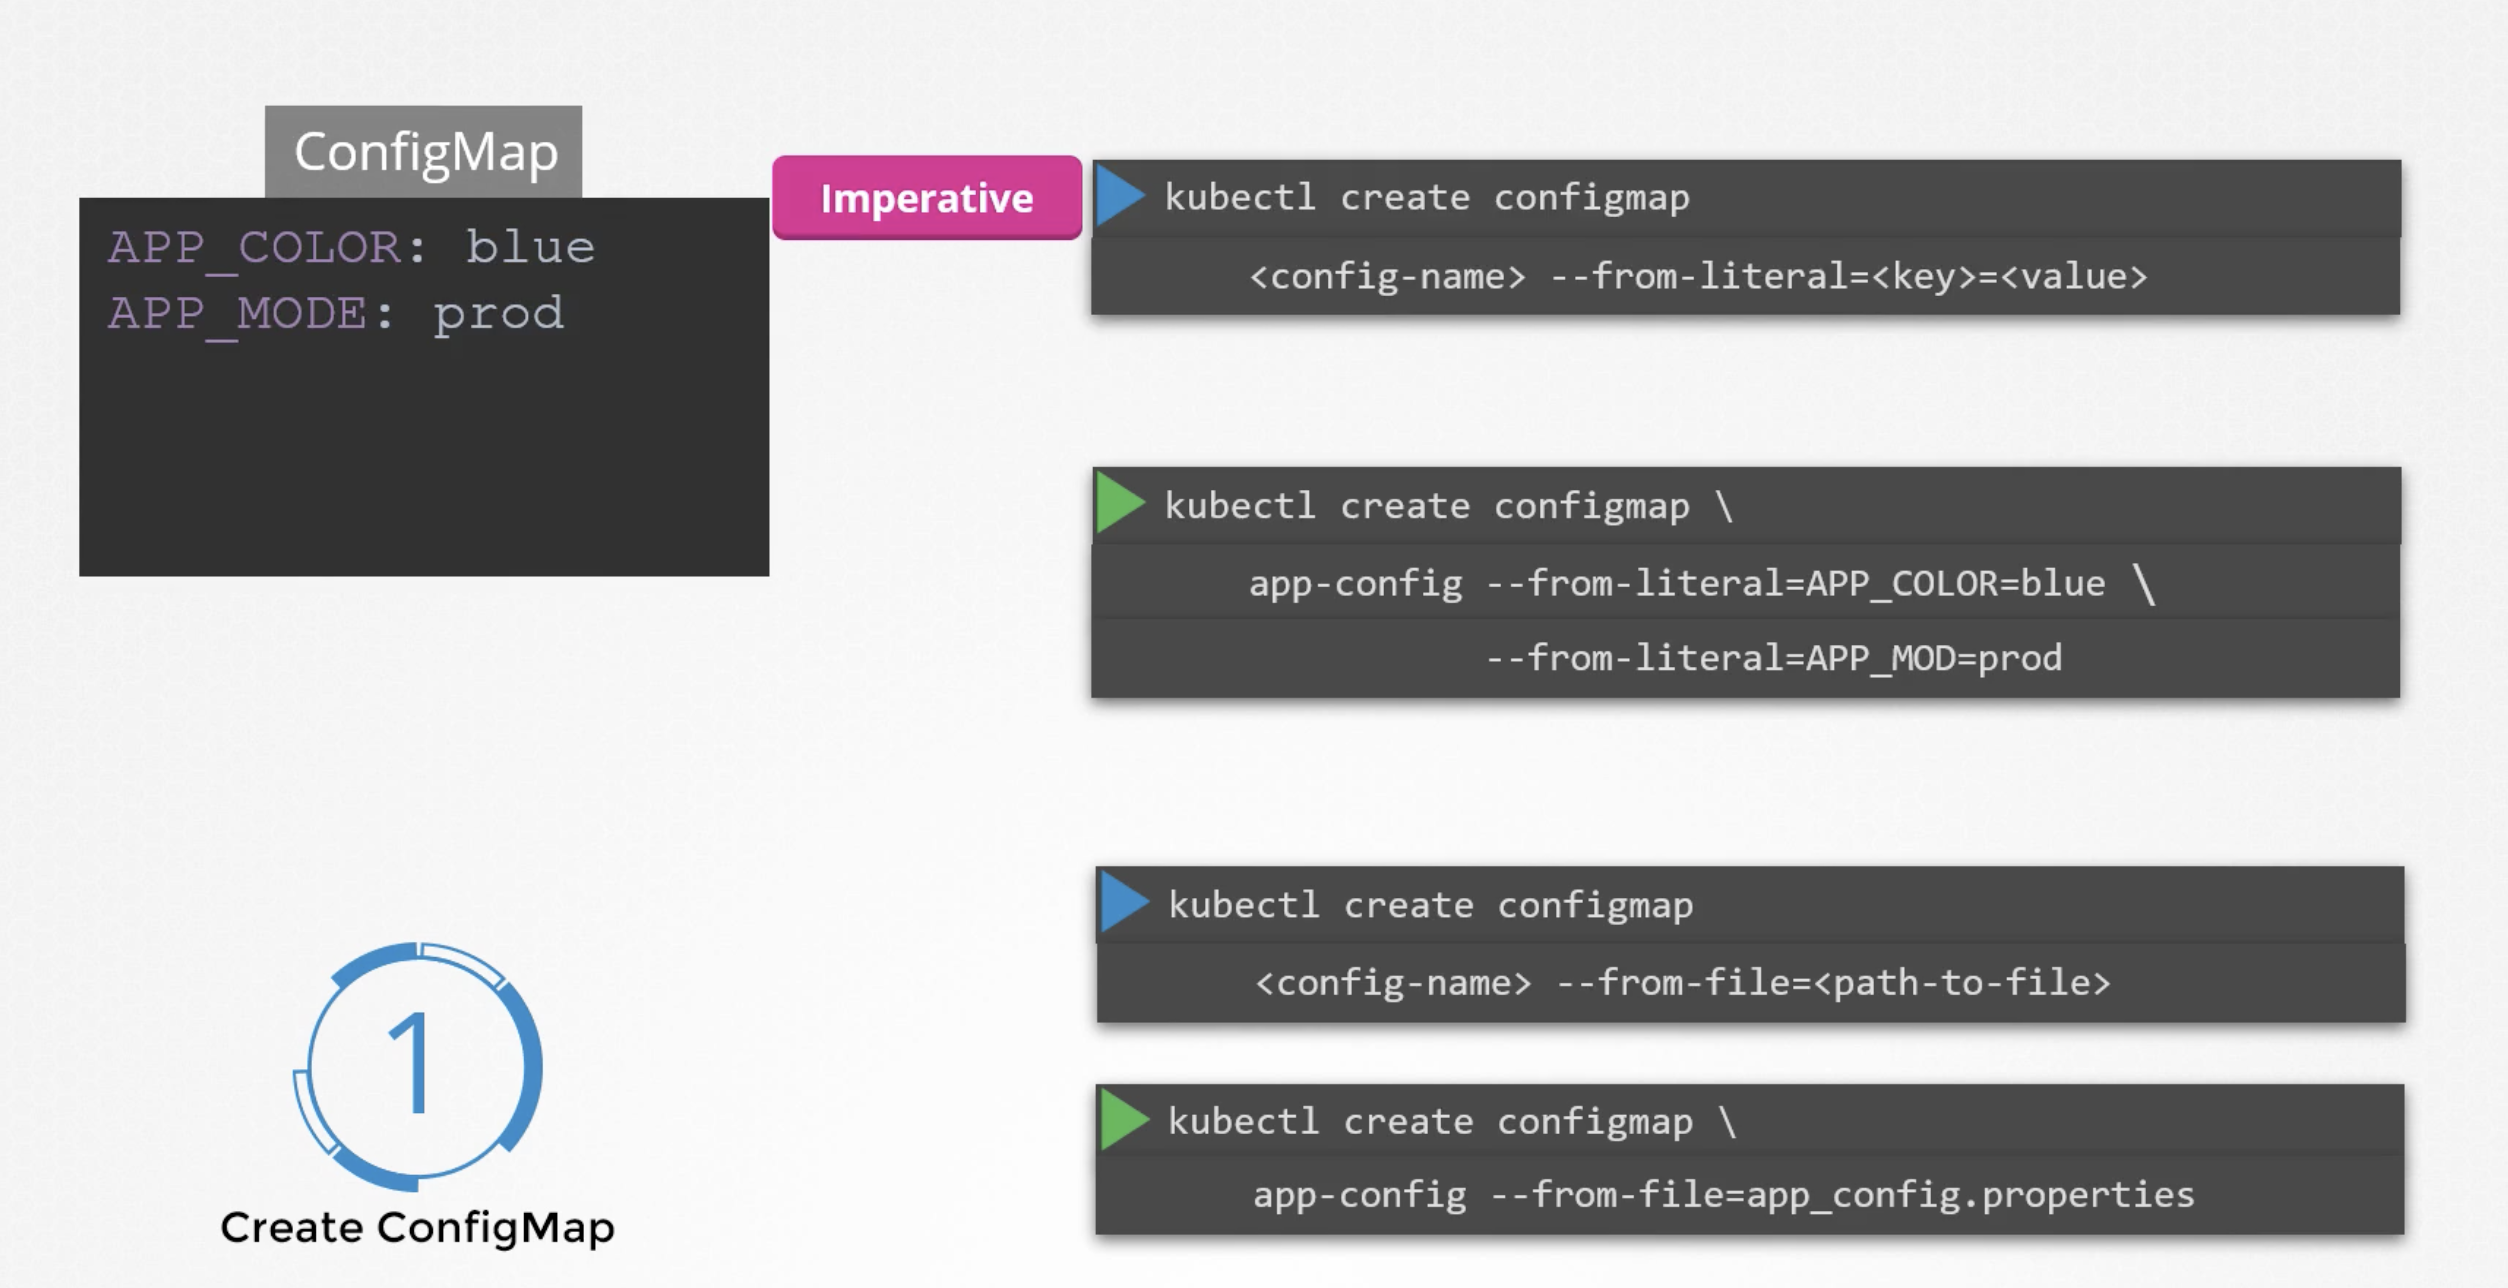 ConfigMap
APP_COLOR: blue
APP_MODE: prod
Imperative
kubectl create configmap
<config-name> --from-literal=<key>=<value>
kubectl create configmap \
app-config --from-literal=APP_COLOR=blue \
--from-literal=APP_MOD=prod
kubectl create configmap
<config-name> --from-file=<path-to-file>
kubectl create configmap \
app-config --from-file=app_config.properties
1
Create ConfigMap